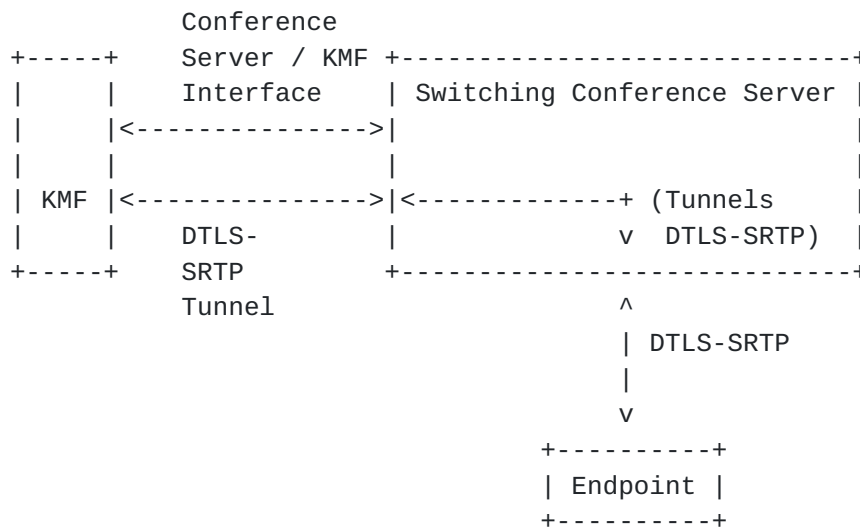 Conference
Server / KMF
Interface
Switching Conference Server
KMF
(Tunnels
DTLS-
DTLS-SRTP)
SRTP
Tunnel
DTLS-SRTP
Endpoint